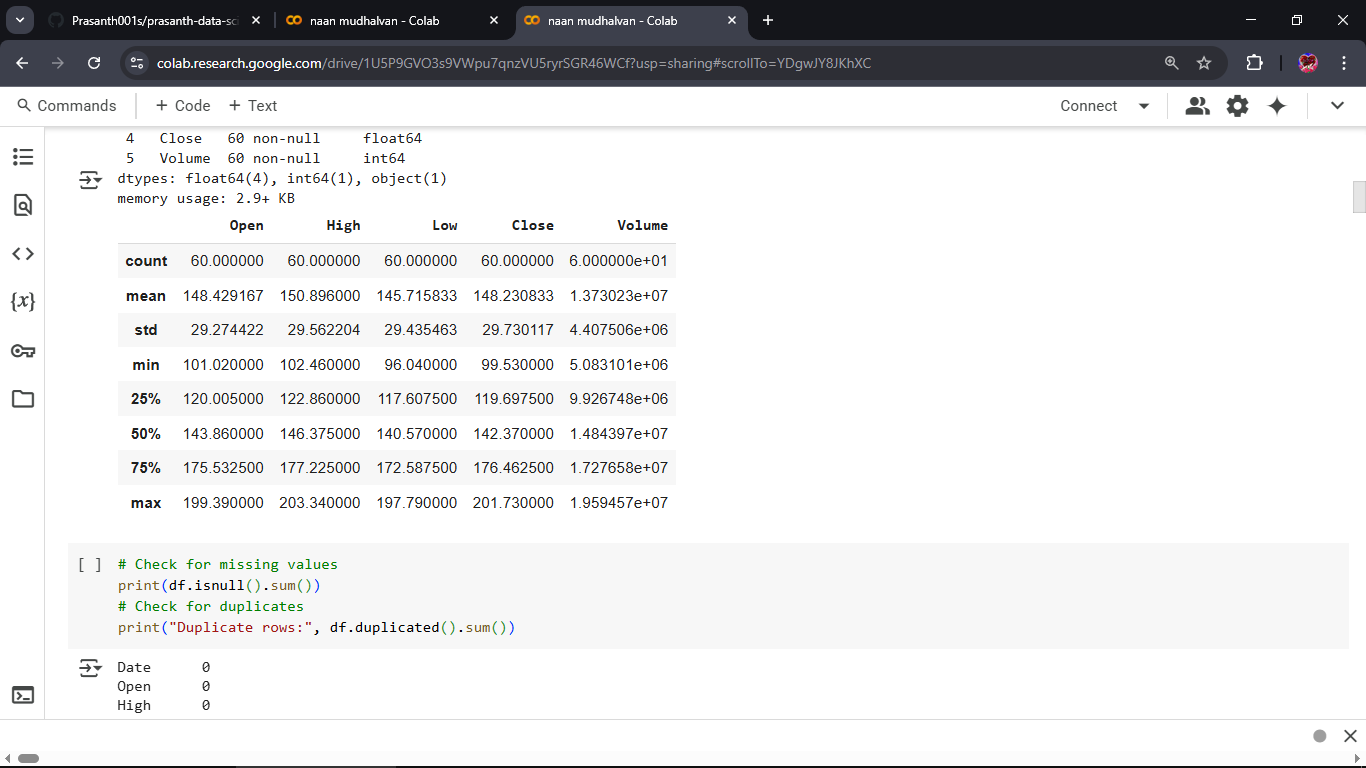 Prasanth001s/prasanth-data-sci
naan mudhalvan - Colab
naan mudhalvan - Colab
colab.research.google.com/drive/1U5P9GVO3s9VWpu7qnzVU5ryrSGR46WCf?usp=sharing#scrollTo=YDgwJY8JKhXC
Commands + Code + Text Connect
4 Close 60 non-null float64
5 Volume 60 non-null int64
dtypes: float64(4), int64(1), object(1)
memory usage: 2.9+ KB
Open High Low Close Volume
count 60.000000 60.000000 60.000000 60.000000 6.000000e+01
mean 148.429167 150.896000 145.715833 148.230833 1.373023e+07
std 29.274422 29.562204 29.435463 29.730117 4.407506e+06
min 101.020000 102.460000 96.040000 99.530000 5.083101e+06
25% 120.005000 122.860000 117.607500 119.697500 9.926748e+06
50% 143.860000 146.375000 140.570000 142.370000 1.484397e+07
75% 175.532500 177.225000 172.587500 176.462500 1.727658e+07
max 199.390000 203.340000 197.790000 201.730000 1.959457e+07
[ ] # Check for missing values
print(df.isnull().sum())
# Check for duplicates
print("Duplicate rows:", df.duplicated().sum())
Date 0
Open 0
High 0